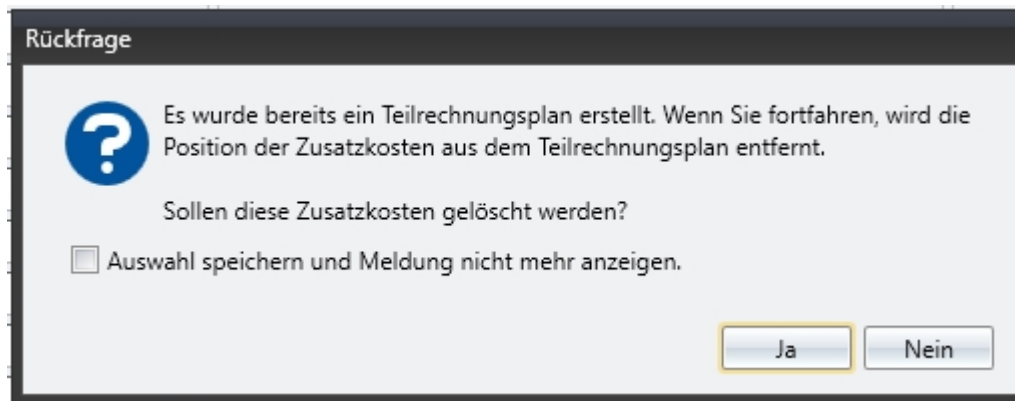 Rückfrage
Es wurde bereits ein Teilrechnungsplan erstellt. Wenn Sie fortfahren, wird die
Position der Zusatzkosten aus dem Teilrechnungsplan entfernt.
Sollen diese Zusatzkosten gelöscht werden?
Auswahl speichern und Meldung nicht mehr anzeigen.
Ja
Nein